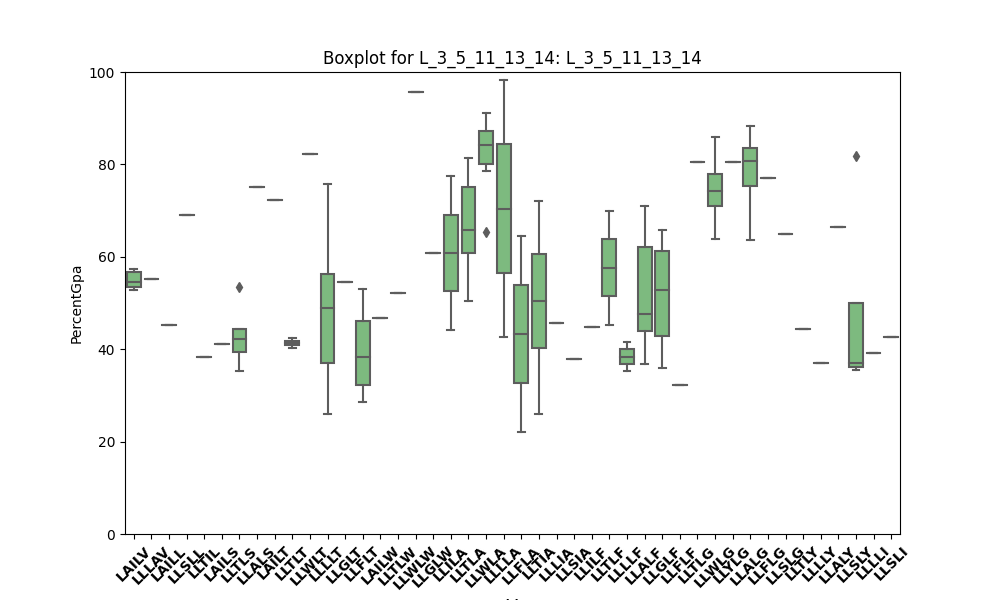 Boxplot for L_3_5_11_13_14: L_3_5_11_13_14
PercentGpa
100
80
60
40
20
0
LAILV
LLLAV
LAILL
LLSLL
LLTIL
LAILS
LLTLS
LLALS
LAILT
LLTLT
LLWLT
LLLLT
LLGLT
LLFLT
LAILW
LLTLW
LLWLW
LLGLW
LLILA
LLTLA
LLWLA
LLLLA
LLFLA
LLTIA
LLLIA
LLSIA
LLILF
LLTLF
LLLLF
LLALF
LLGLF
LLFLF
LLTLG
LLWLG
LLYLG
LLALG
LLFLG
LLSLG
LLTLY
LLLLY
LLALY
LLSLY
LLLLI
LLSLI